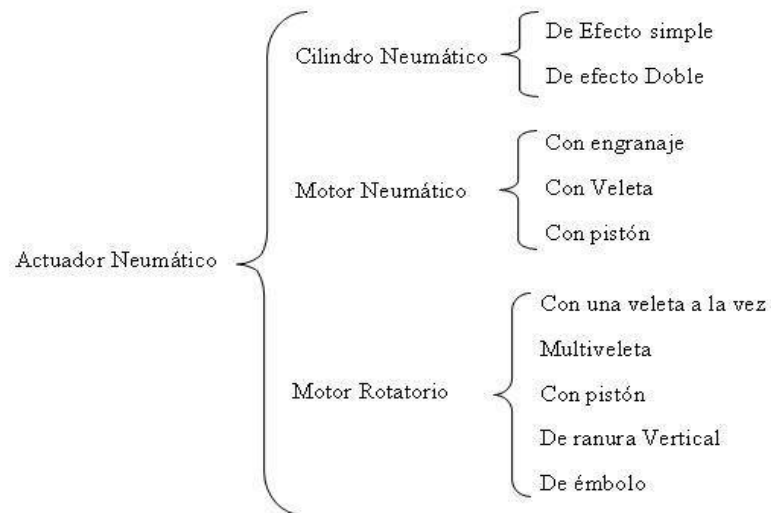 Actuador Neumático
Cilindro Neumático
De Efecto simple
De efecto Doble
Motor Neumático
Con engranaje
Con Veleta
Con pistón
Motor Rotatorio
Con una veleta a la vez
Multiveleta
Con pistón
De ranura Vertical
De émbolo